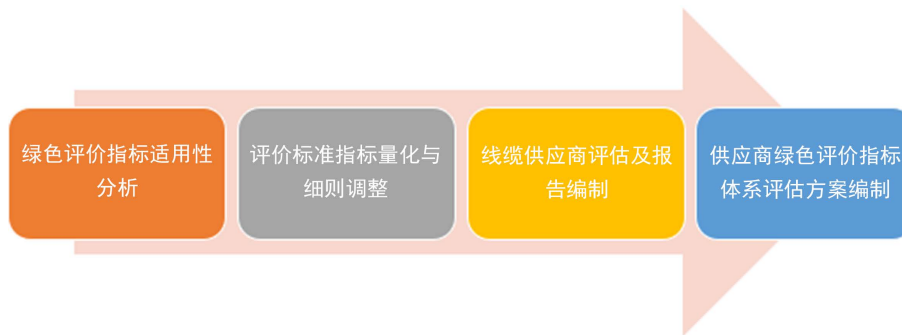 绿色评价指标适用性
分析
评价标准指标量化与
细则调整
线缆供应商评估及报
告编制
供应商绿色评价指标
体系评估方案编制